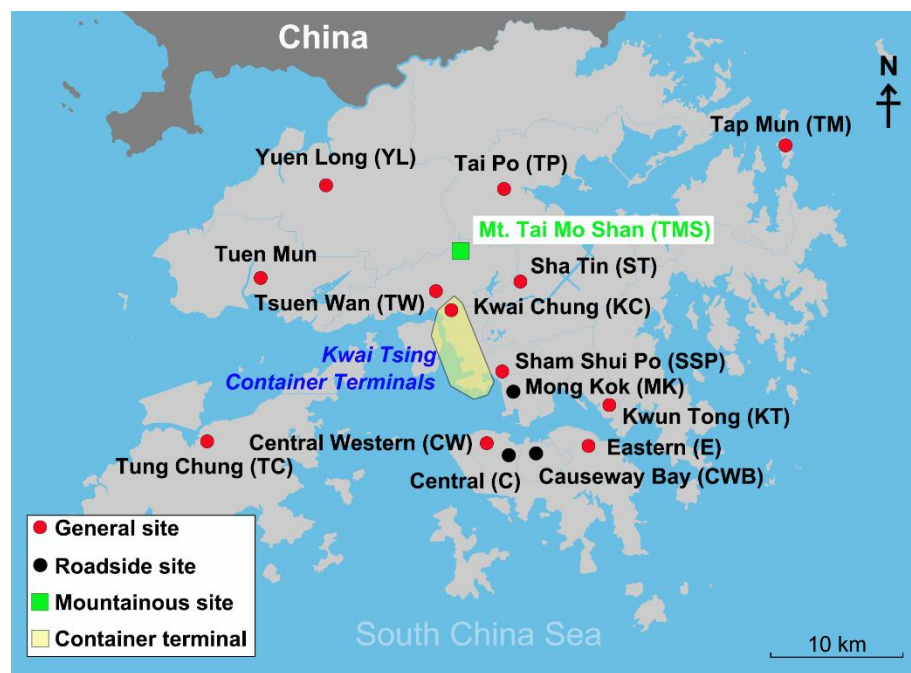 China
N
Tap Mun (TM)
Yuen Long (YL)
Tai Po (TP)
Mt. Tai Mo Shan (TMS)
Tuen Mun
Sha Tin (ST)
Tsuen Wan (TW)
Kwai Chung (KC)
Kwai Tsing
Container Terminals
Sham Shui Po (SSP)
Mong Kok (MK)
Kwun Tong (KT)
Central Western (CW)
Eastern (E)
Tung Chung (TC)
Central (C)
Causeway Bay (CWB)
General site
Roadside site
Mountainous site
Container terminal
South China Sea
10 km